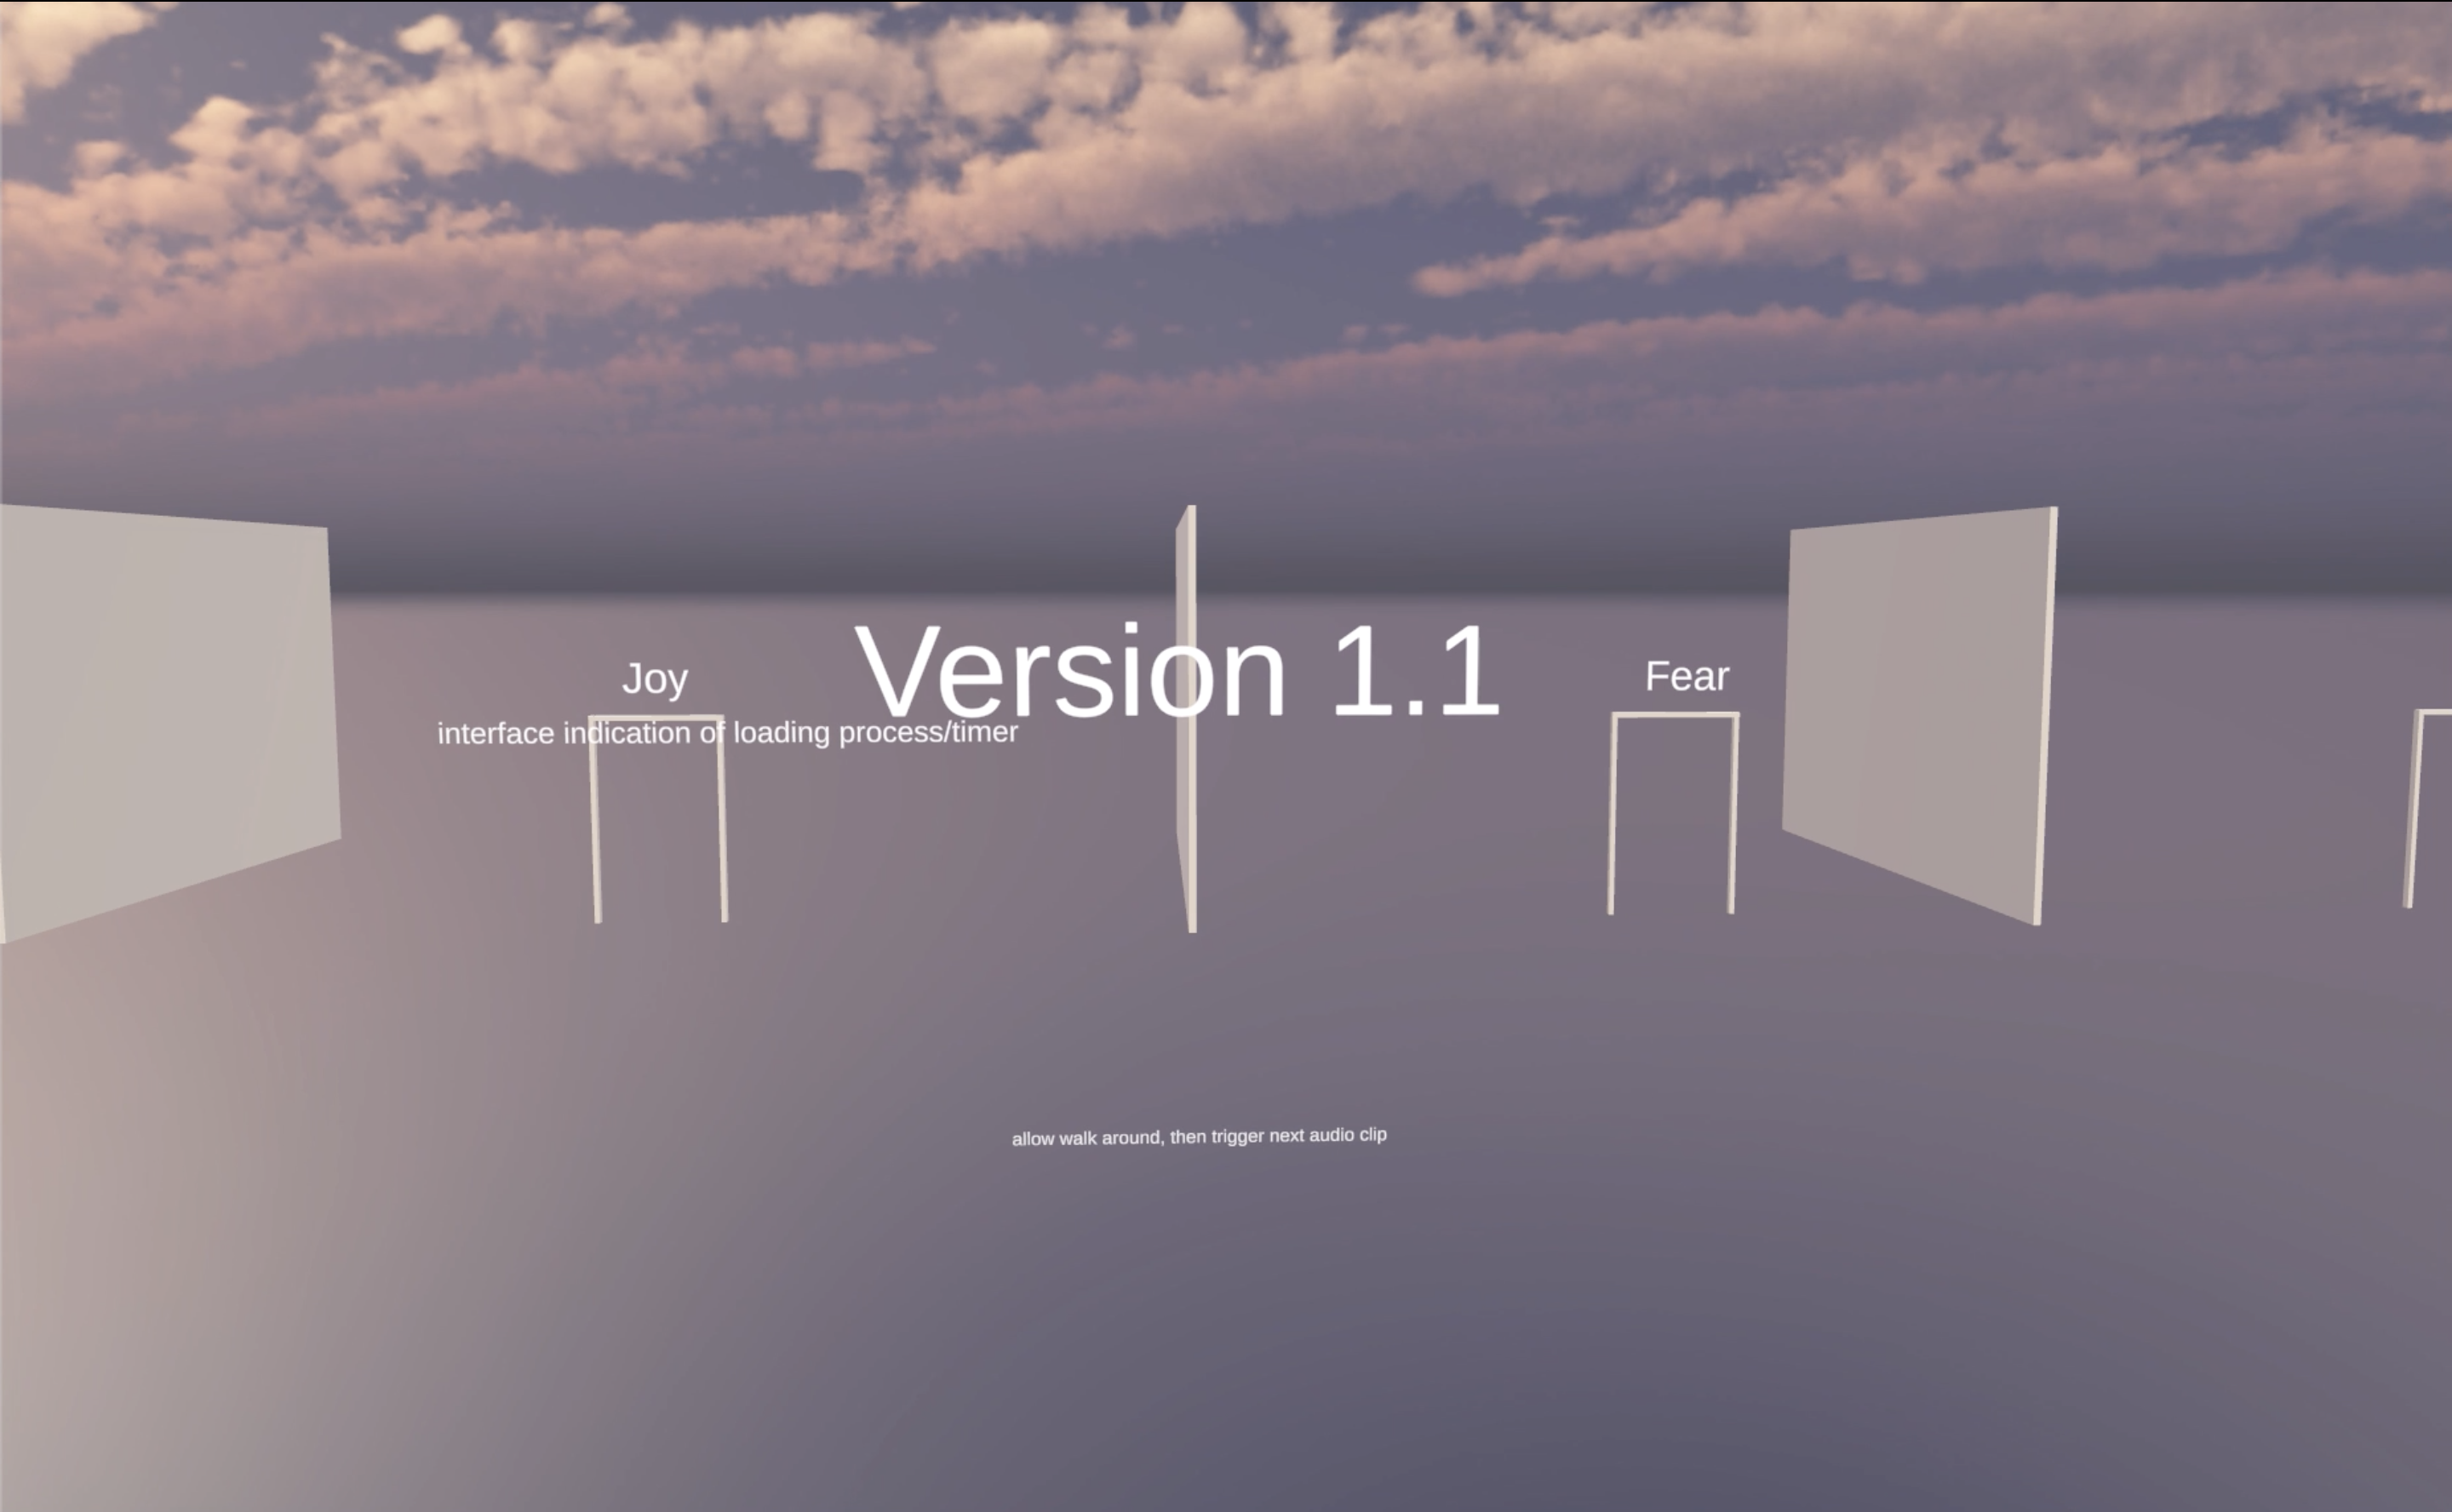 Version 1.1
Joy
Fear
interface indication of loading process/timer
allow walk around, then trigger next audio clip